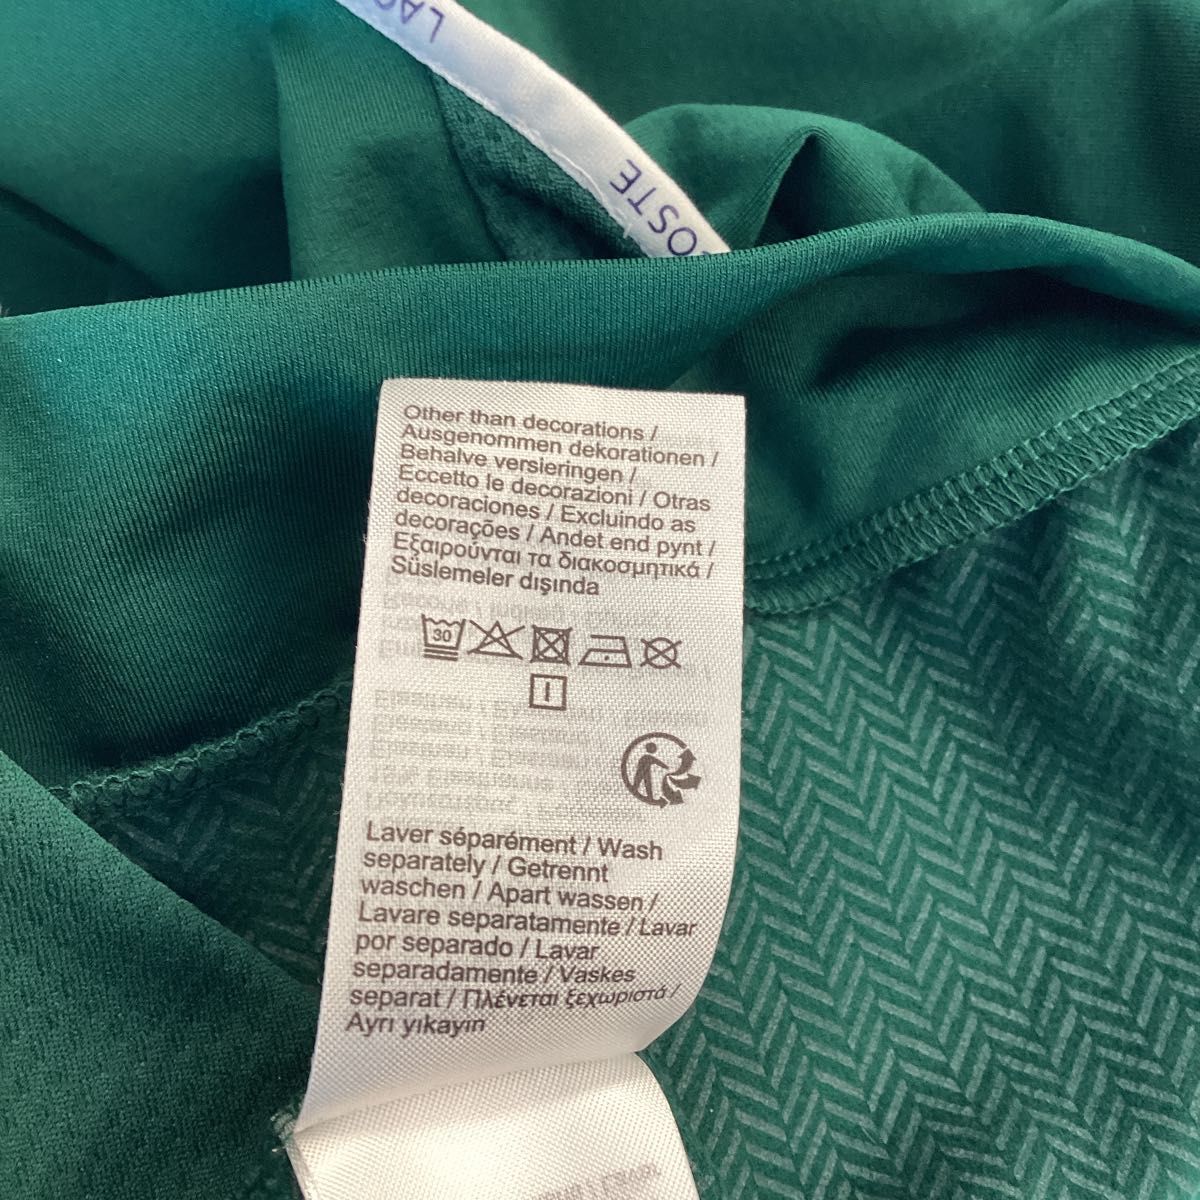 LACOSTE
Other than decorations /
Ausgenommen dekorationen /
Behalve versieringen /
Eccetto le decorazioni / Otras
decoraciones / Excluindo as
decorações / Andet end pynt /
Εξαιρούνται τα διακοσμητικά /
Süslemeler dışında
30
Laver séparément / Wash
separately / Getrennt
waschen / Apart wassen /
Lavare separatamente / Lavar
por separado / Lavar
separadamente / Vaskes
separat / Πλένεται ξεχωριστά /
Ayrı yıkayın